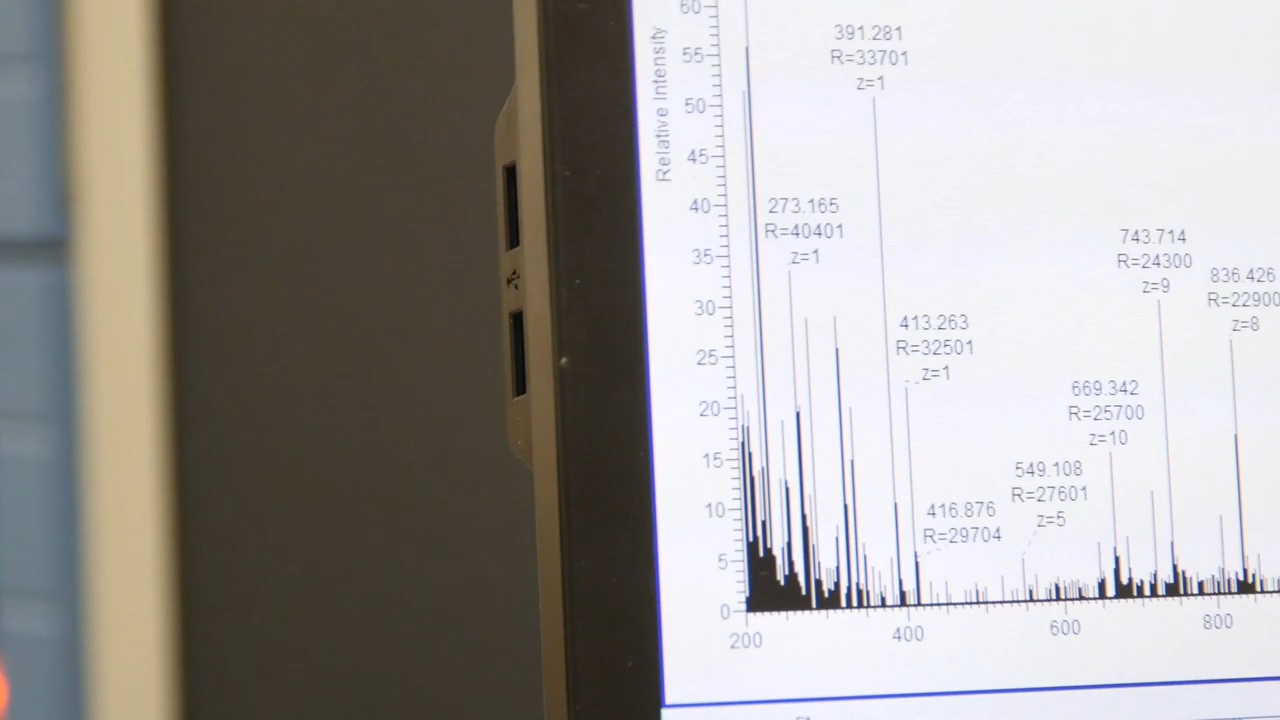 Relative Intensity
60
55
50
45
40
35
30
25
20
15
10
5
0
391.281
R=33701
z=1
273.165
R=40401
z=1
743.714
R=24300
z=9
836.426
R=22900
z=8
413.263
R=32501
z=1
669.342
R=25700
z=10
549.108
R=27601
z=5
416.876
R=29704
200
400
600
800